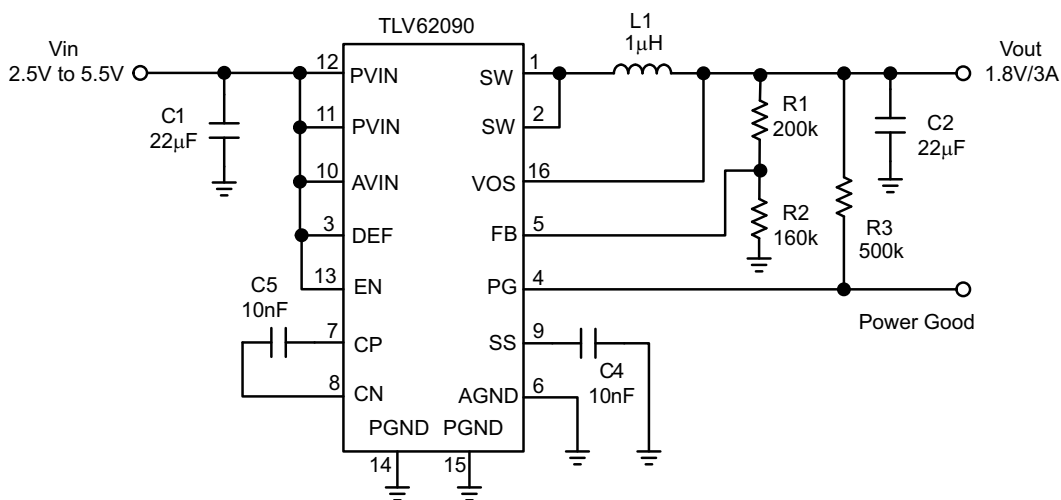 TLV62090
Vin
2.5V to 5.5V
C1
22μF
12
PVIN
11
PVIN
10
AVIN
3
DEF
13
EN
C5
10nF
7
CP
8
CN
PGND
PGND
14
15
1
SW
2
SW
16
VOS
5
FB
4
PG
9
SS
6
AGND
C4
10nF
L1
1μH
R1
200k
R2
160k
R3
500k
C2
22μF
Vout
1.8V/3A
Power Good